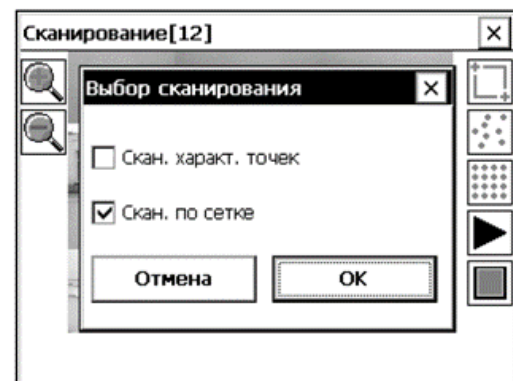 Сканирование[12]
Выбор сканирования
Скан. характ. точек
Скан. по сетке
Отмена
OK